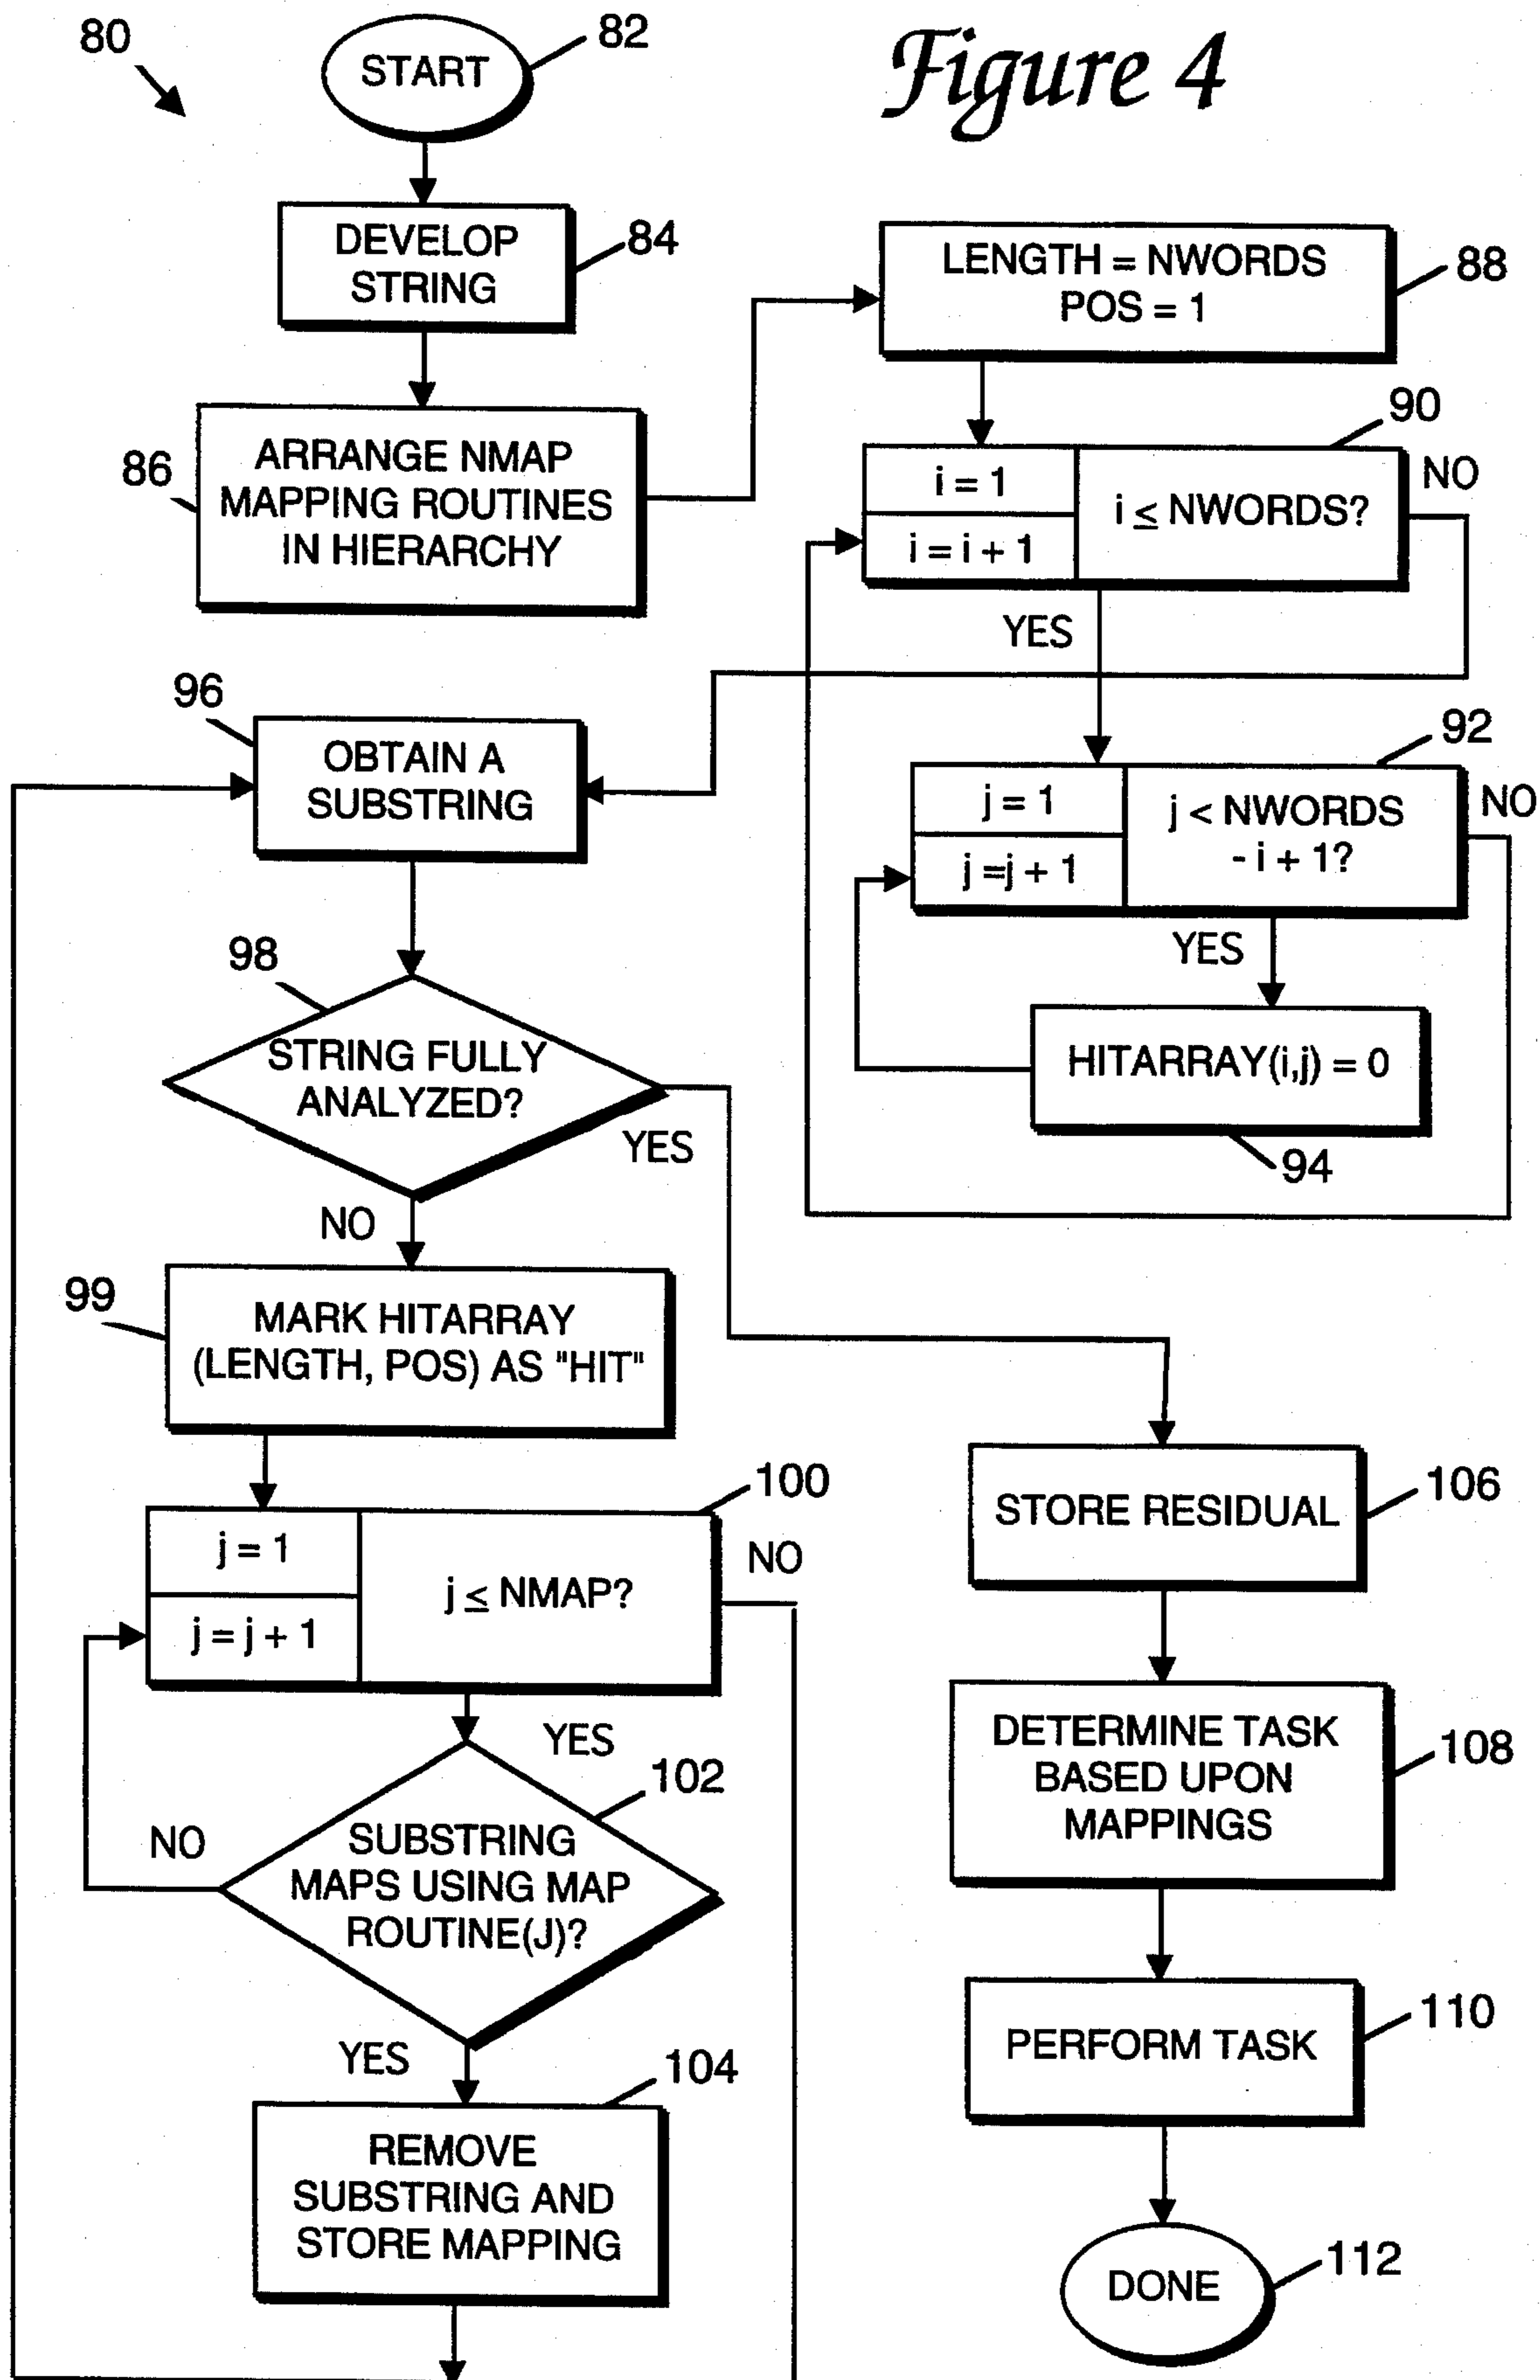 80
START
82
Figure 4
DEVELOP
STRING
84
LENGTH = NWORDS
POS = 1
88
86
ARRANGE NMAP
MAPPING ROUTINES
IN HIERARCHY
90
i = 1
i = i + 1
i ≤ NWORDS?
NO
YES
96
OBTAIN A
SUBSTRING
92
j = 1
j =j + 1
j < NWORDS
- i + 1?
NO
YES
HITARRAY(i,j) = 0
94
98
STRING FULLY
ANALYZED?
YES
NO
99
MARK HITARRAY
(LENGTH, POS) AS "HIT"
100
j = 1
j = j + 1
j ≤ NMAP?
NO
YES
102
SUBSTRING
MAPS USING MAP
ROUTINE(J)?
NO
YES
104
REMOVE
SUBSTRING AND
STORE MAPPING
STORE RESIDUAL
106
DETERMINE TASK
BASED UPON
MAPPINGS
108
PERFORM TASK
110
DONE
112